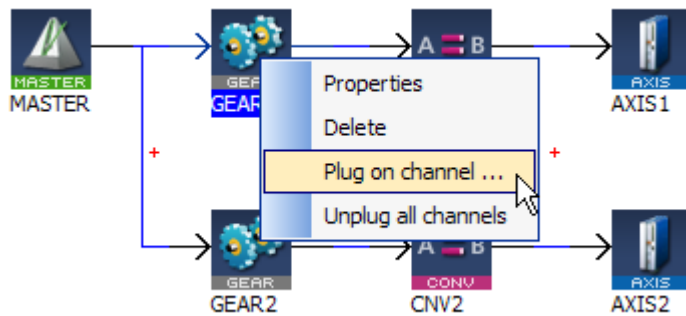 A B
MASTER
GEA
AXIS
MASTER
GEAR
AXIS1
Properties
Delete
+
+
Plug on channel ...
Unplug all channels
A B
GEAR
CONV
AXIS
GEAR2
CNV2
AXIS2